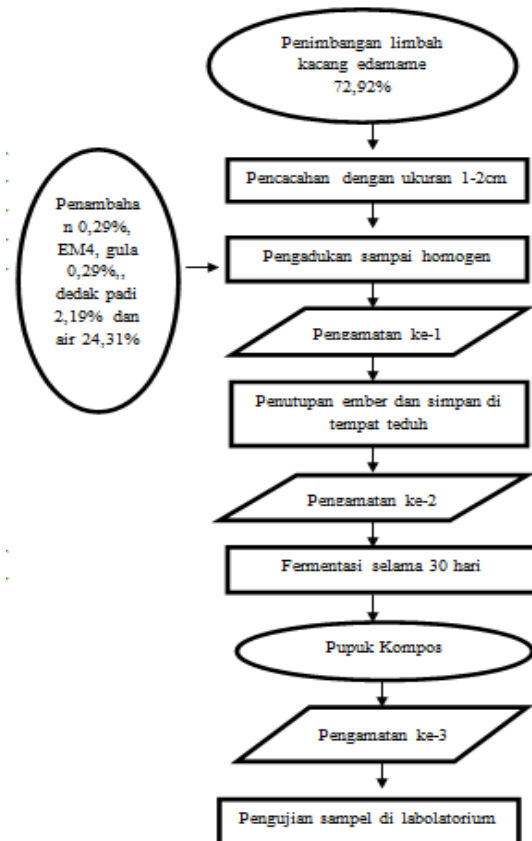 Penimbangan limbah
kacang edamame
72,92%
Pencacahan dengan ukuran 1-2cm
Penambaha
n 0,29%,
EM4, gula
0,29%,,
dedak padi
2,19% dan
air 24,31%
Pengadukan sampai homogen
Pengamatan ke-1
Penutupan ember dan simpan di
tempat teduh
Pengamatan ke-2
Fermentasi selama 30 hari
Pupuk Kompos
Pengamatan ke-3
Pengujian sampel di labolatorium